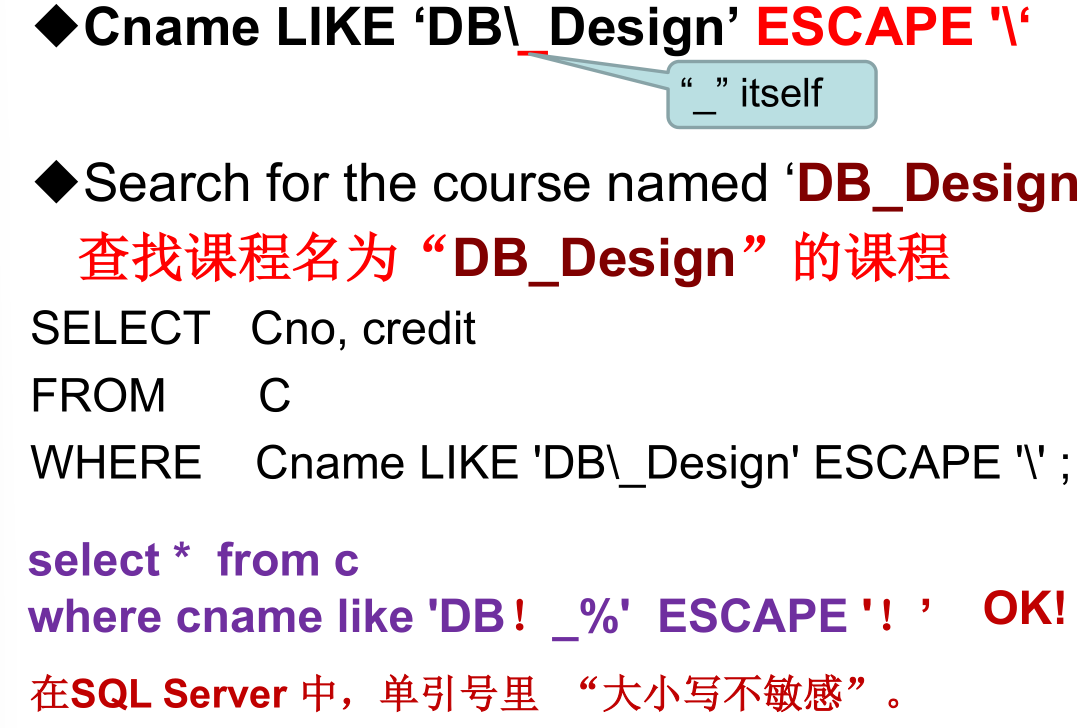 ◆Cname LIKE ‘DB\_Design’ ESCAPE '\‘
“_” itself
◆Search for the course named ‘DB_Design
查找课程名为“DB_Design”的课程
SELECT Cno, credit
FROM C
WHERE Cname LIKE 'DB\_Design' ESCAPE '\' ;
select * from c
where cname like 'DB！_%' ESCAPE '！’ OK!
在SQL Server 中，单引号里 “大小写不敏感”。